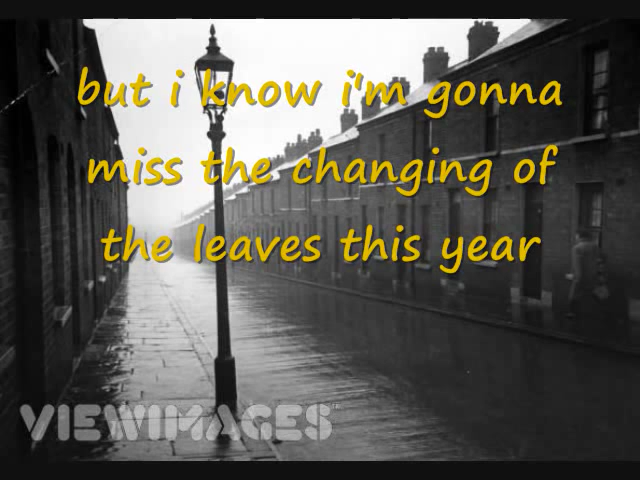 but i know i'm gonna
miss the changing of
the leaves this year
VIEWIMAGES